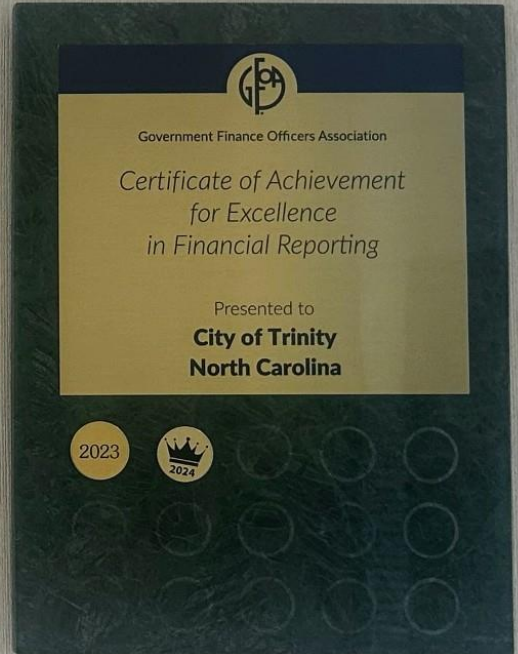 GFOA
Government Finance Officers Association
Certificate of Achievement
for Excellence
in Financial Reporting
Presented to
City of Trinity
North Carolina
2023
2024